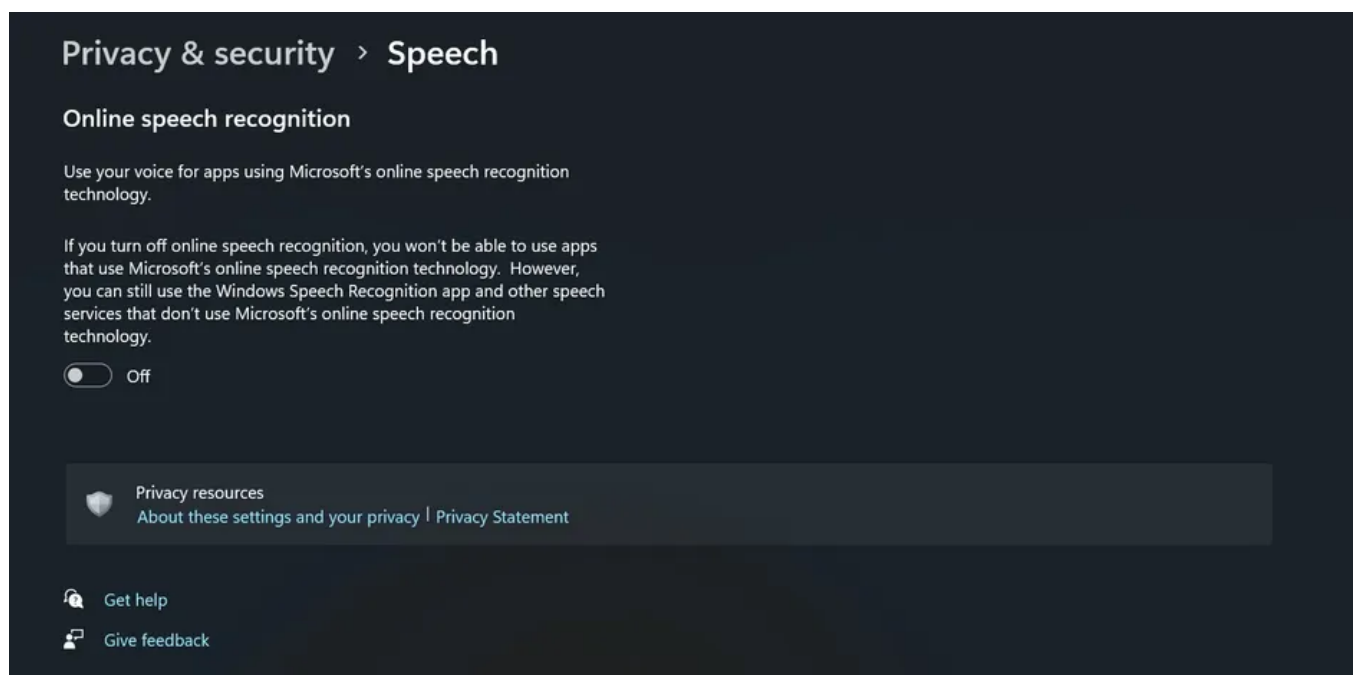 Privacy & security > Speech
Online speech recognition
Use your voice for apps using Microsoft's online speech recognition
technology.
If you turn off online speech recognition, you won't be able to use apps
that use Microsoft's online speech recognition technology.  However,
you can still use the Windows Speech Recognition app and other speech
services that don't use Microsoft's online speech recognition
technology.
Off
Privacy resources
About these settings and your privacy | Privacy Statement
Get help
Give feedback